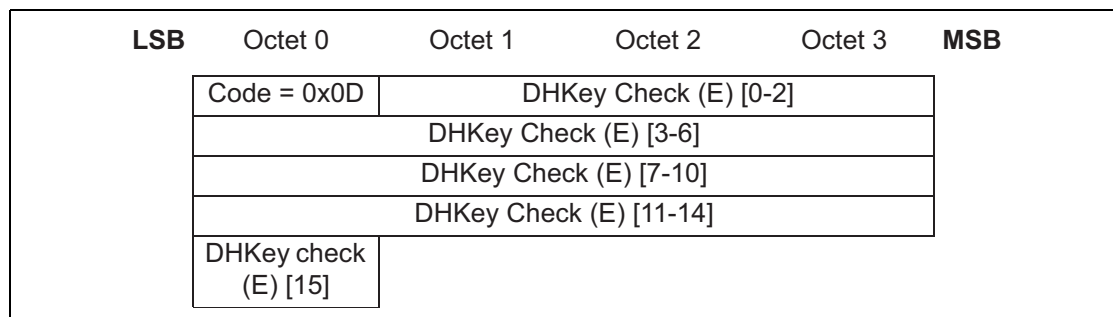 LSB Octet 0 Octet 1 Octet 2 Octet 3 MSB
Code = 0x0D DHKey Check (E) [0-2]
DHKey Check (E) [3-6]
DHKey Check (E) [7-10]
DHKey Check (E) [11-14]
DHKey check
(E) [15]